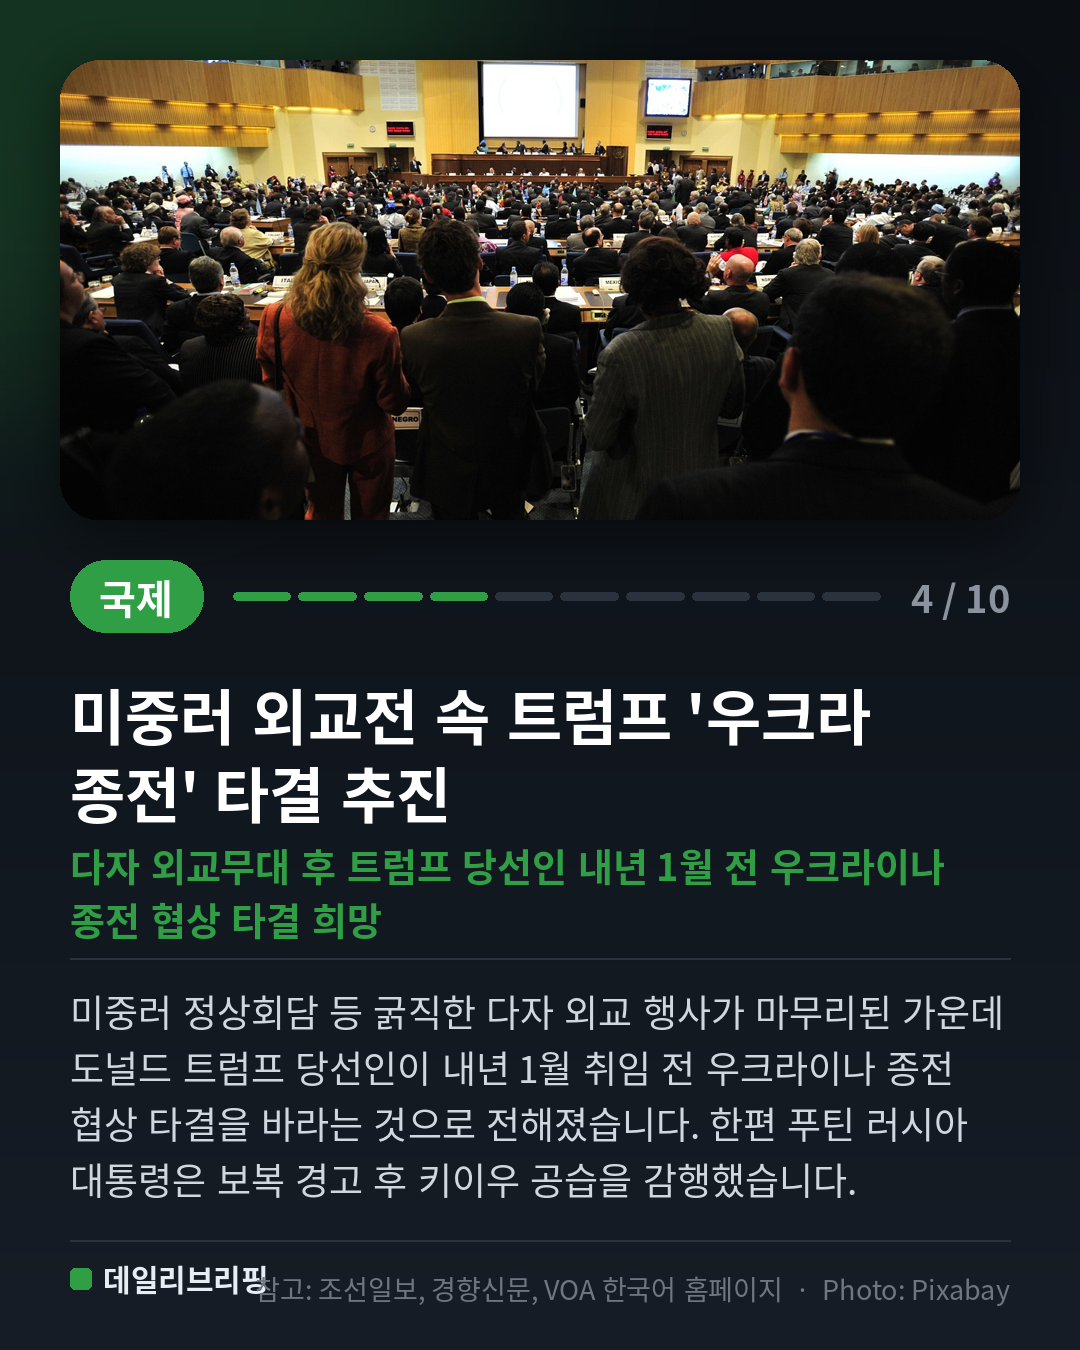 ITA
JAPAN
MEXIC
NEGRO
국제
4 / 10
미중러 외교전 속 트럼프 '우크라
종전' 타결 추진
다자 외교무대 후 트럼프 당선인 내년 1월 전 우크라이나
종전 협상 타결 희망
미중러 정상회담 등 굵직한 다자 외교 행사가 마무리된 가운데
도널드 트럼프 당선인이 내년 1월 취임 전 우크라이나 종전
협상 타결을 바라는 것으로 전해졌습니다. 한편 푸틴 러시아
대통령은 보복 경고 후 키이우 공습을 감행했습니다.
데일리브리핑
참고: 조선일보, 경향신문, VOA 한국어 홈페이지 · Photo: Pixabay